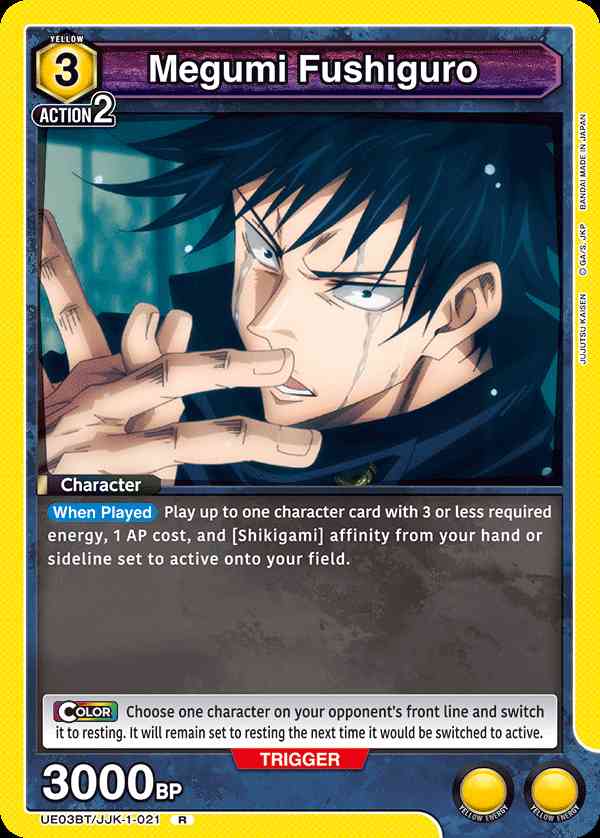 YELLOW
3
Megumi Fushiguro
ACTION 2
BANDAI MADE IN JAPAN
© GA/S, JKP
JUJUTSU KAISEN
Character
When Played Play up to one character card with 3 or less required
energy, 1 AP cost, and [Shikigami] affinity from your hand or
sideline set to active onto your field.
COLOR Choose one character on your opponent's front line and switch
it to resting. It will remain set to resting the next time it would be switched to active.
TRIGGER
3000 BP
YELLOW ENERGY
YELLOW ENERGY
UE03BT/JJK-1-021 R